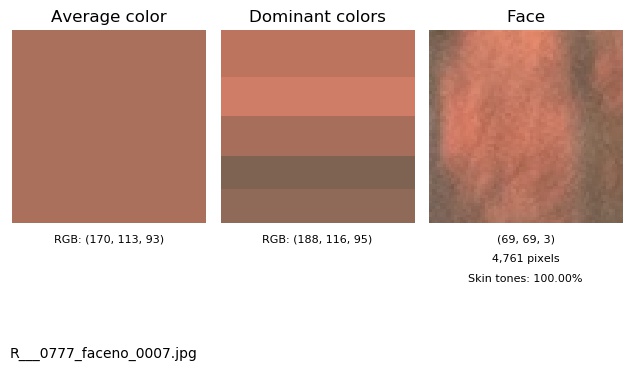 Average color
Dominant colors
Face
RGB: (170, 113, 93)
RGB: (188, 116, 95)
(69, 69, 3)
4,761 pixels
Skin tones: 100.00%
R___0777_faceno_0007.jpg